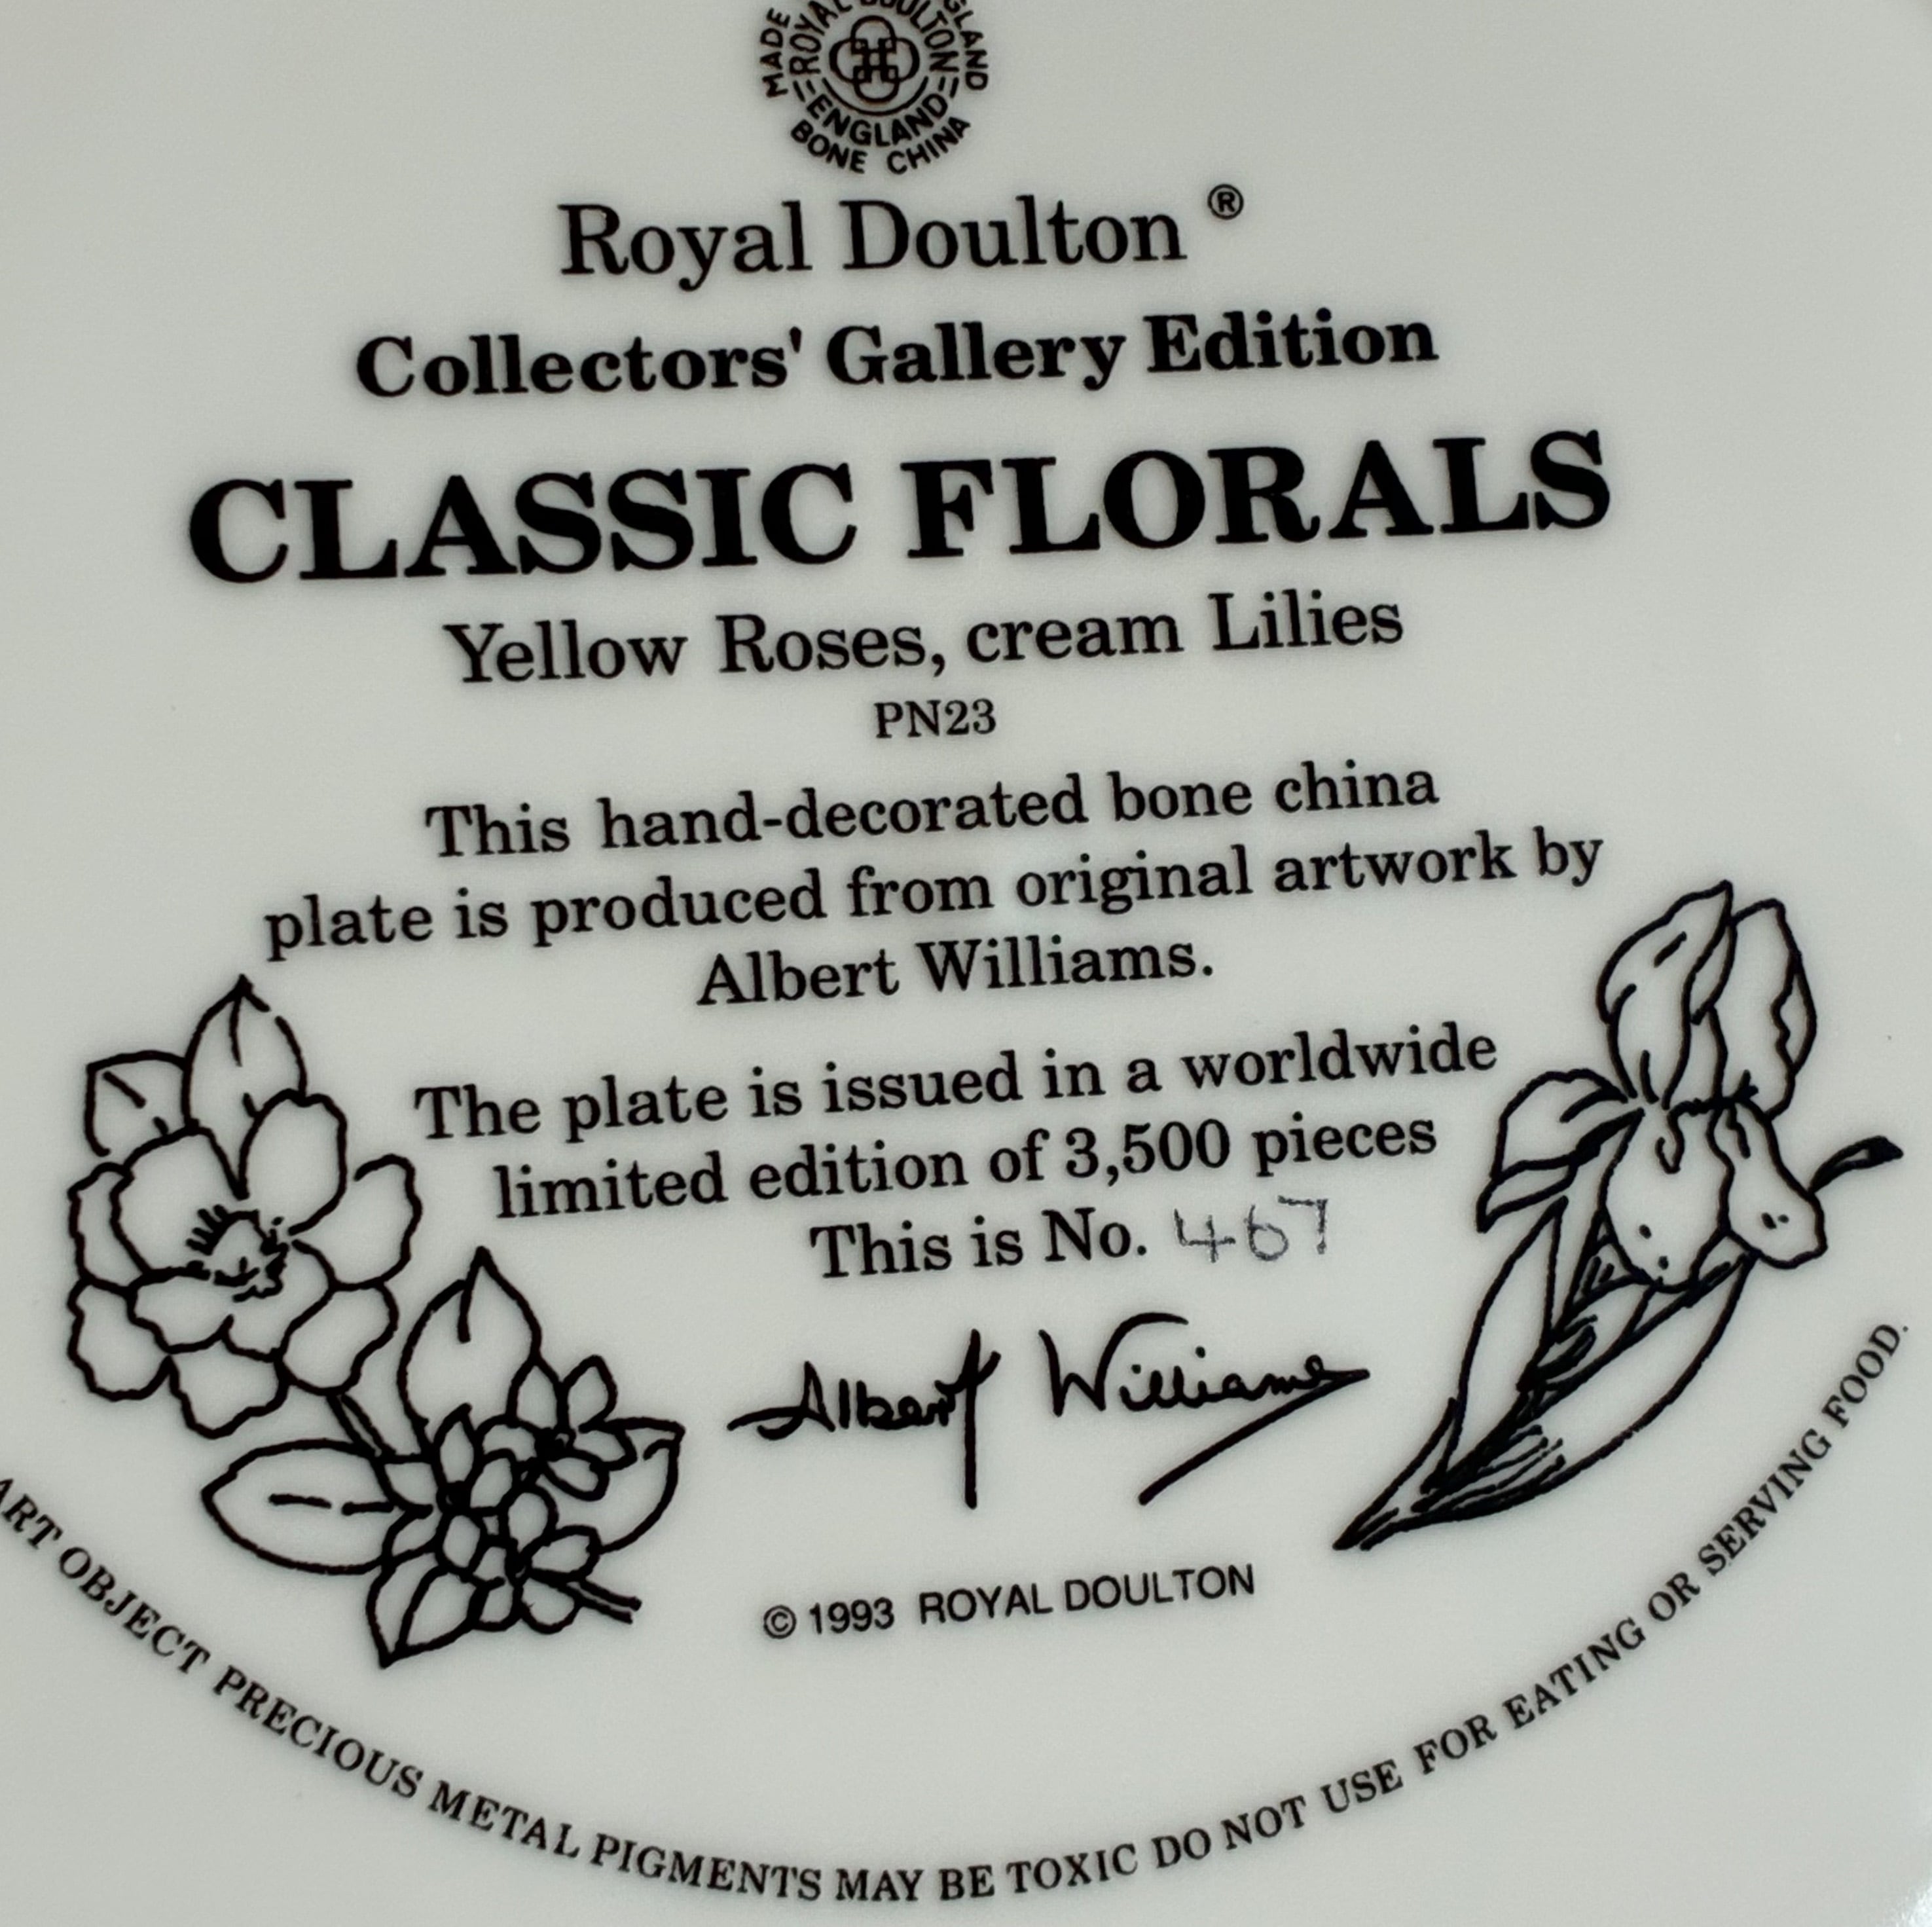 MADE IN ENGLAND
ROYAL DOULTON
ENGLAND
BONE CHINA
Royal Doulton ®
Collectors' Gallery Edition
CLASSIC FLORALS
Yellow Roses, cream Lilies
PN23
This hand-decorated bone china
plate is produced from original artwork by
Albert Williams.
The plate is issued in a worldwide
limited edition of 3,500 pieces
This is No. 467
Albert Williams
© 1993 ROYAL DOULTON
ART OBJECT PRECIOUS METAL PIGMENTS MAY BE TOXIC DO NOT USE FOR EATING OR SERVING FOOD.